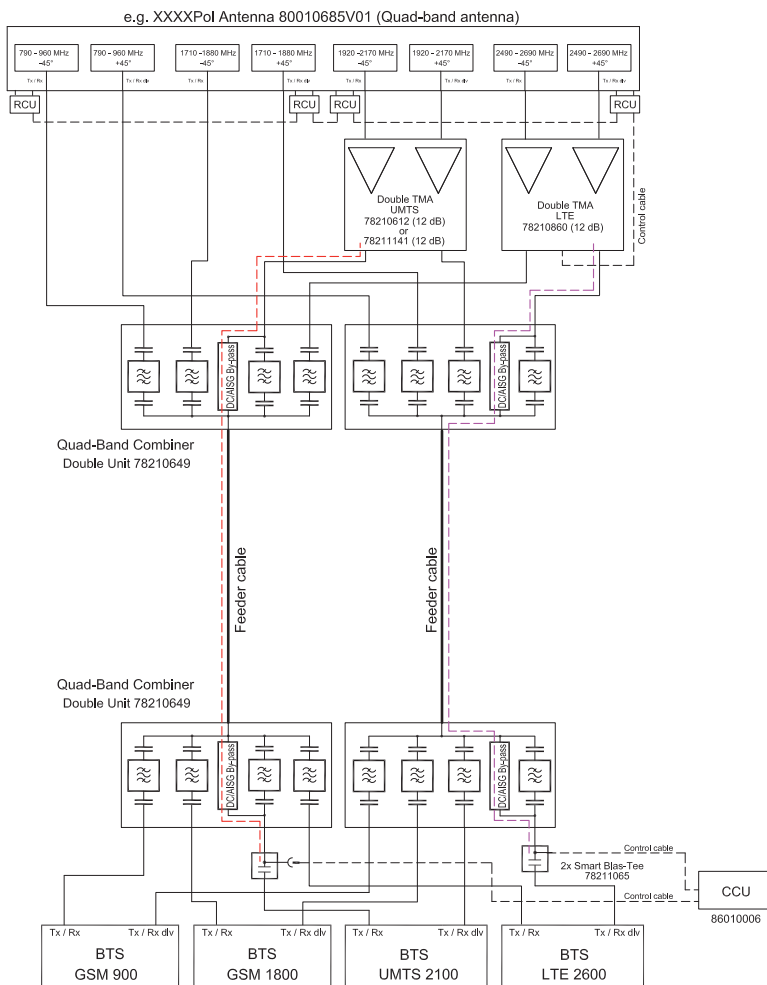 e.g. XXXXPol Antenna 80010685V01 (Quad-band antenna)
790 – 960 MHz
–45°
790 – 960 MHz
+45°
1710 – 1880 MHz
–45°
1710 – 1880 MHz
+45°
1920 – 2170 MHz
–45°
1920 – 2170 MHz
+45°
2490 – 2690 MHz
–45°
2490 – 2690 MHz
+45°
Tx / Rx
Tx / Rx div.
Tx / Rx
Tx / Rx div.
Tx / Rx
Tx / Rx div.
Tx / Rx
Tx / Rx div.
RCU
RCU
RCU
RCU
Double TMA
UMTS
78210612 (12 dB)
or
78211141 (12 dB)
Double TMA
LTE
78210860 (12 dB)
Control cable
DC/AISG By-pass
DC/AISG By-pass
Quad-Band Combiner
Double Unit 78210649
Feeder cable
Feeder cable
Quad-Band Combiner
Double Unit 78210649
DC/AISG By-pass
DC/AISG By-pass
Control cable
2x Smart Bias-Tee
78211065
Control cable
CCU
86010006
Tx / Rx
Tx / Rx div
BTS
GSM 900
Tx / Rx
Tx / Rx div
BTS
GSM 1800
Tx / Rx
Tx / Rx div
BTS
UMTS 2100
Tx / Rx
Tx / Rx div
BTS
LTE 2600